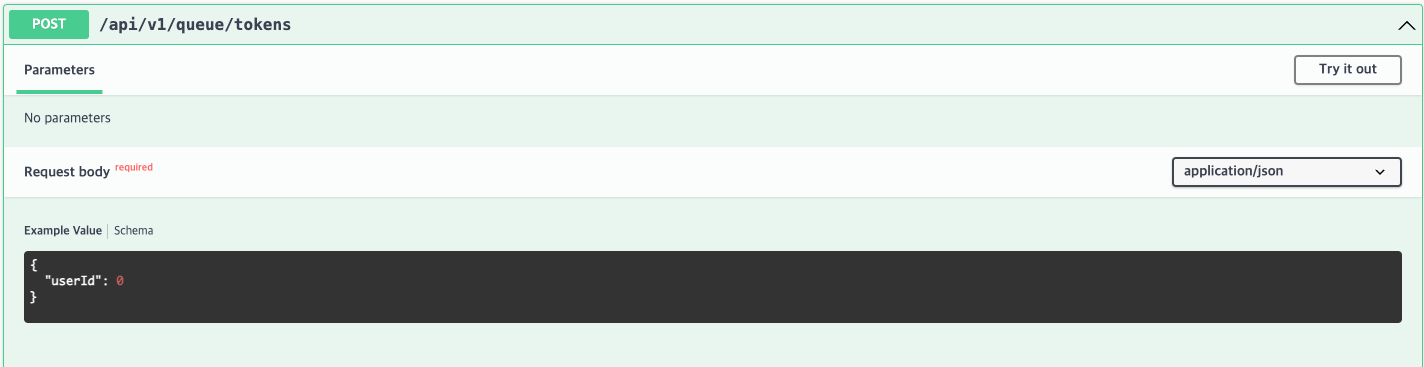 POST /api/v1/queue/tokens
Parameters Try it out
No parameters
Request body required application/json
Example Value Schema
{
"userId": 0
}